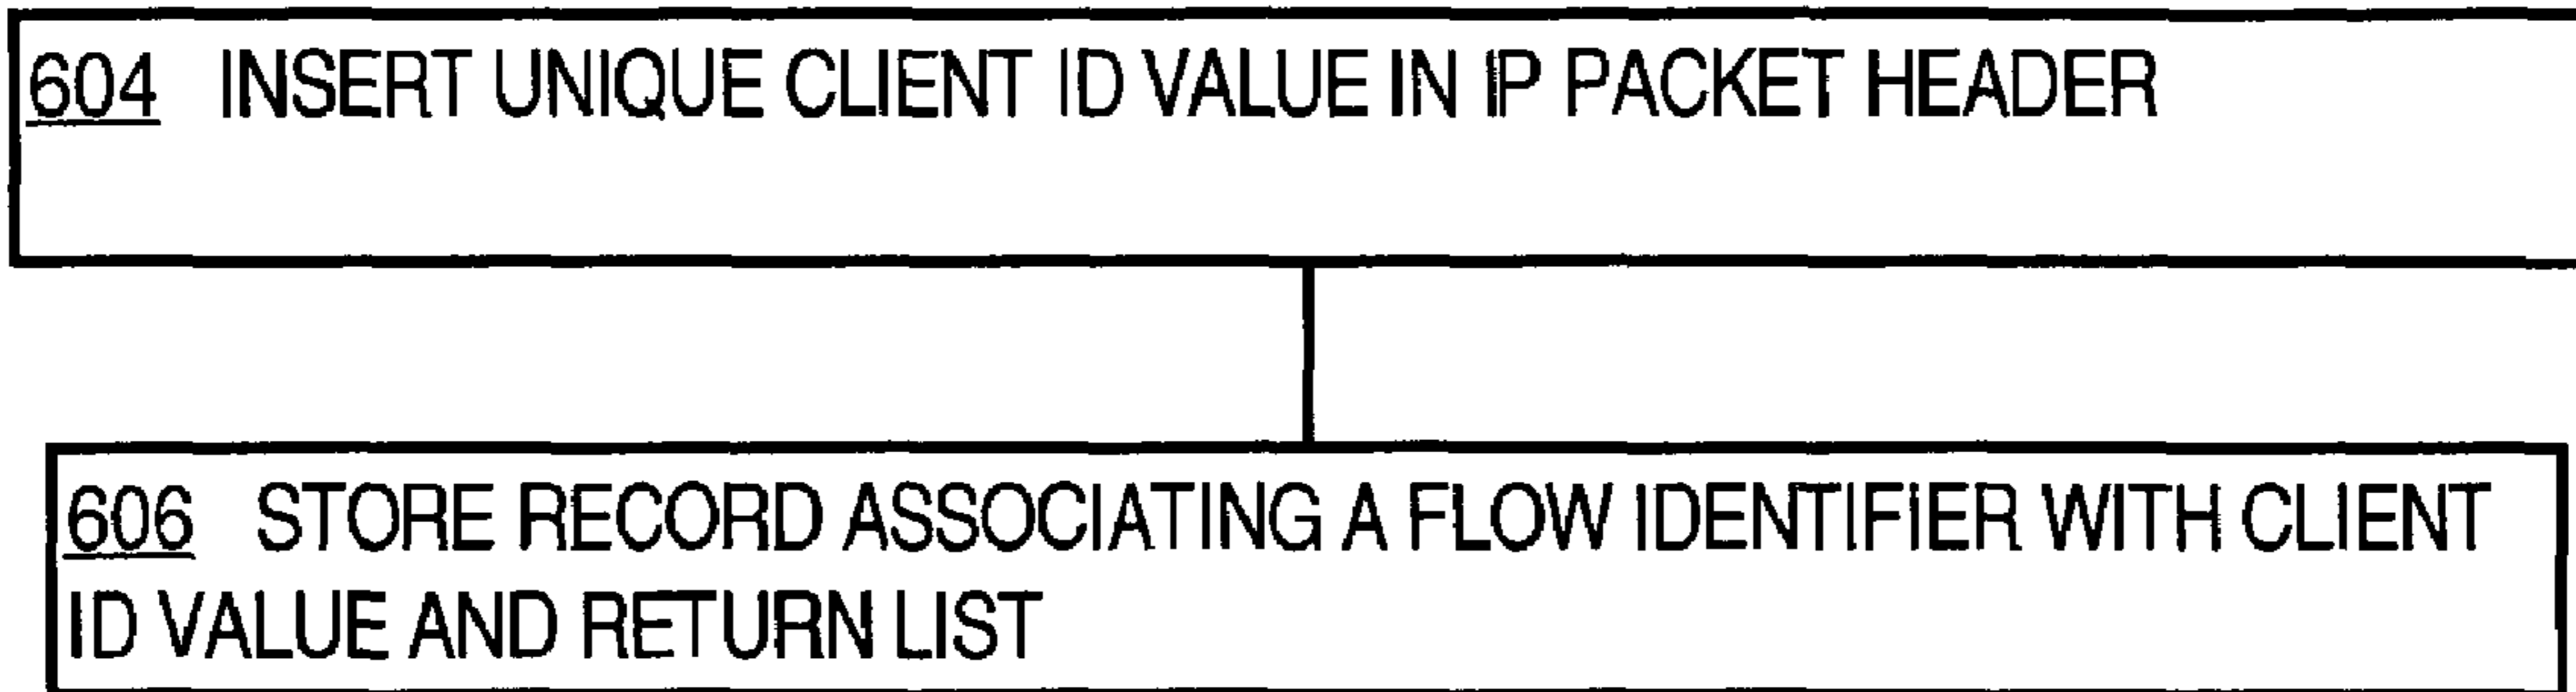 604 INSERT UNIQUE CLIENT ID VALUE IN IP PACKET HEADER
606 STORE RECORD ASSOCIATING A FLOW IDENTIFIER WITH CLIENT
ID VALUE AND RETURN LIST